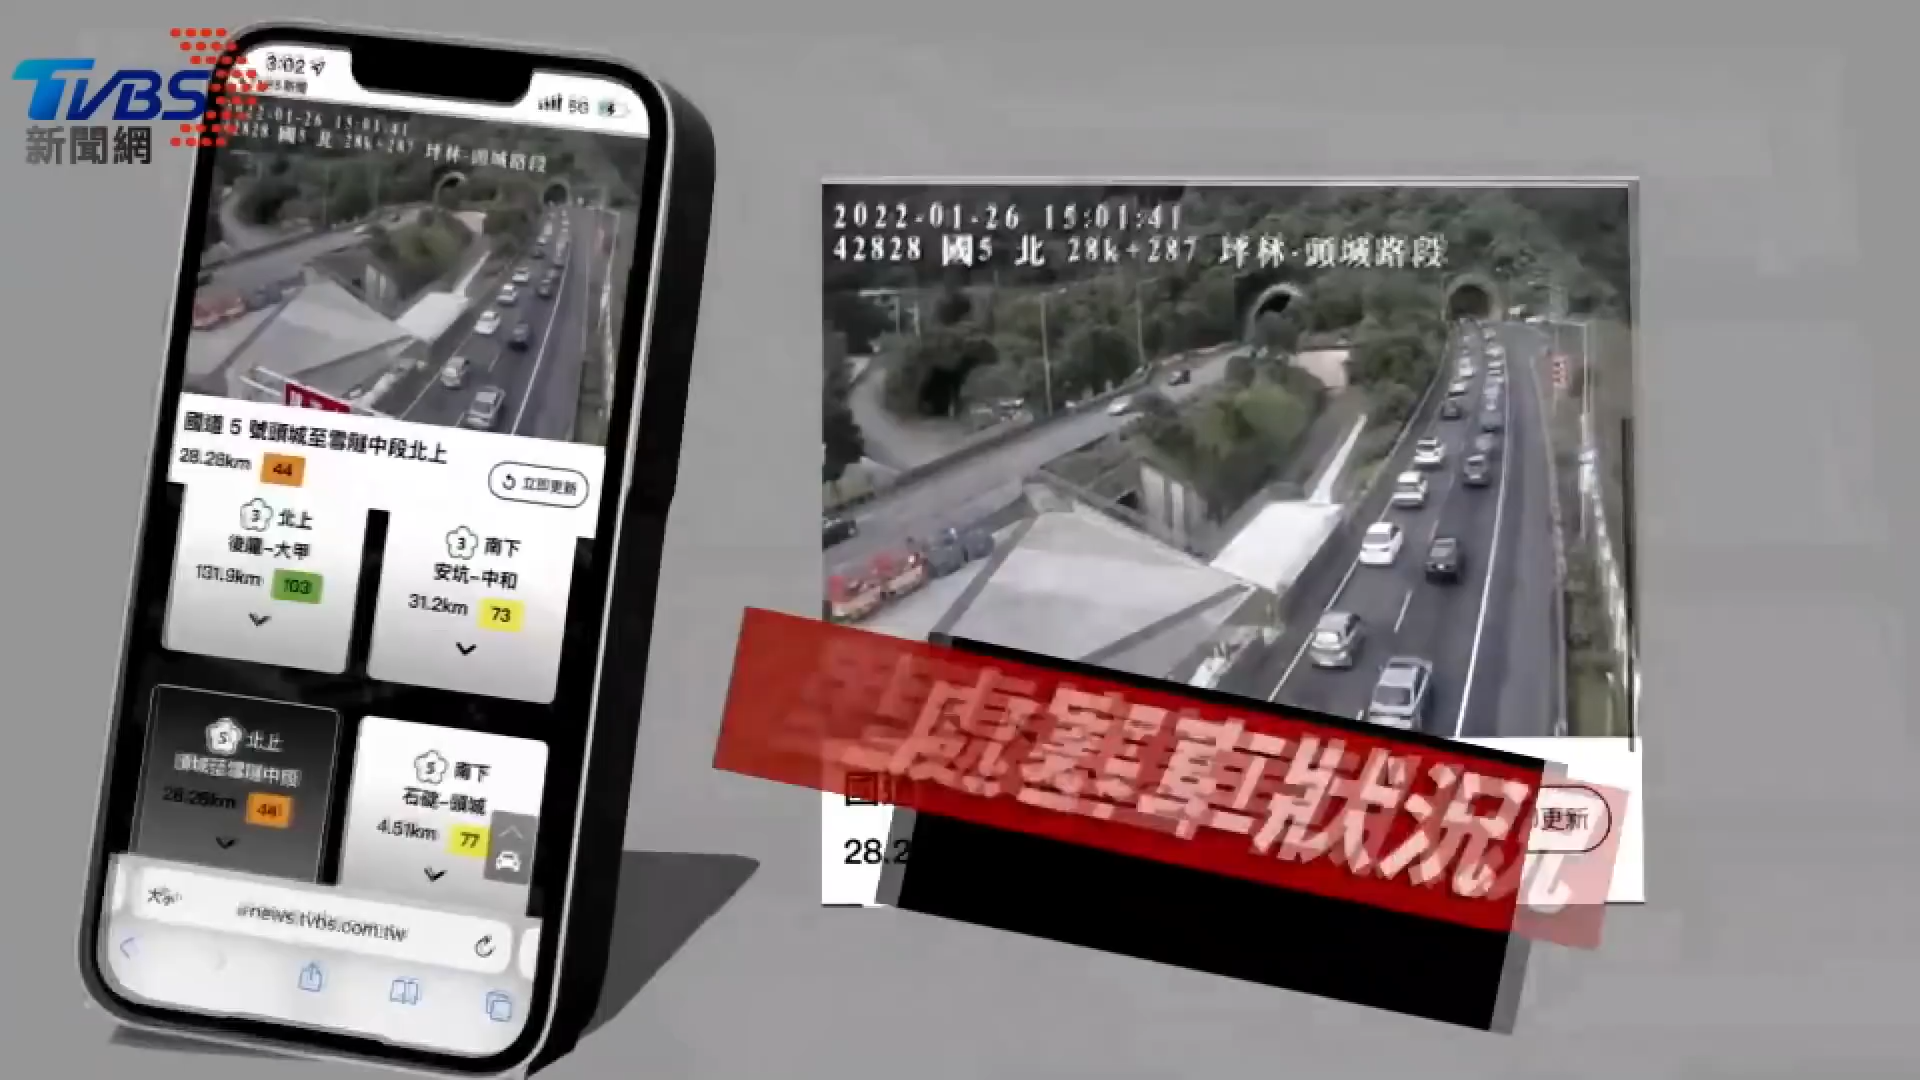 TVBS
新聞網
3:02
5G
2022-01-26 15:01:41
42828 國5 北 28k+287 坪林-頭城路段
國道 5 號頭城至雪隧中段北上
28.26km 44
立即更新
3 北上
後龍-大甲
131.9km 103
3 南下
安坑-中和
31.2km 73
5 北上
頭城至雪隧中段
28.26km 44
5 南下
石碇-頭城
4.51km 77
大小
news.tvbs.com.tw
2022-01-26 15:01:41
42828 國5 北 28k+287 坪林-頭城路段
處塞車狀況
更新
28.2